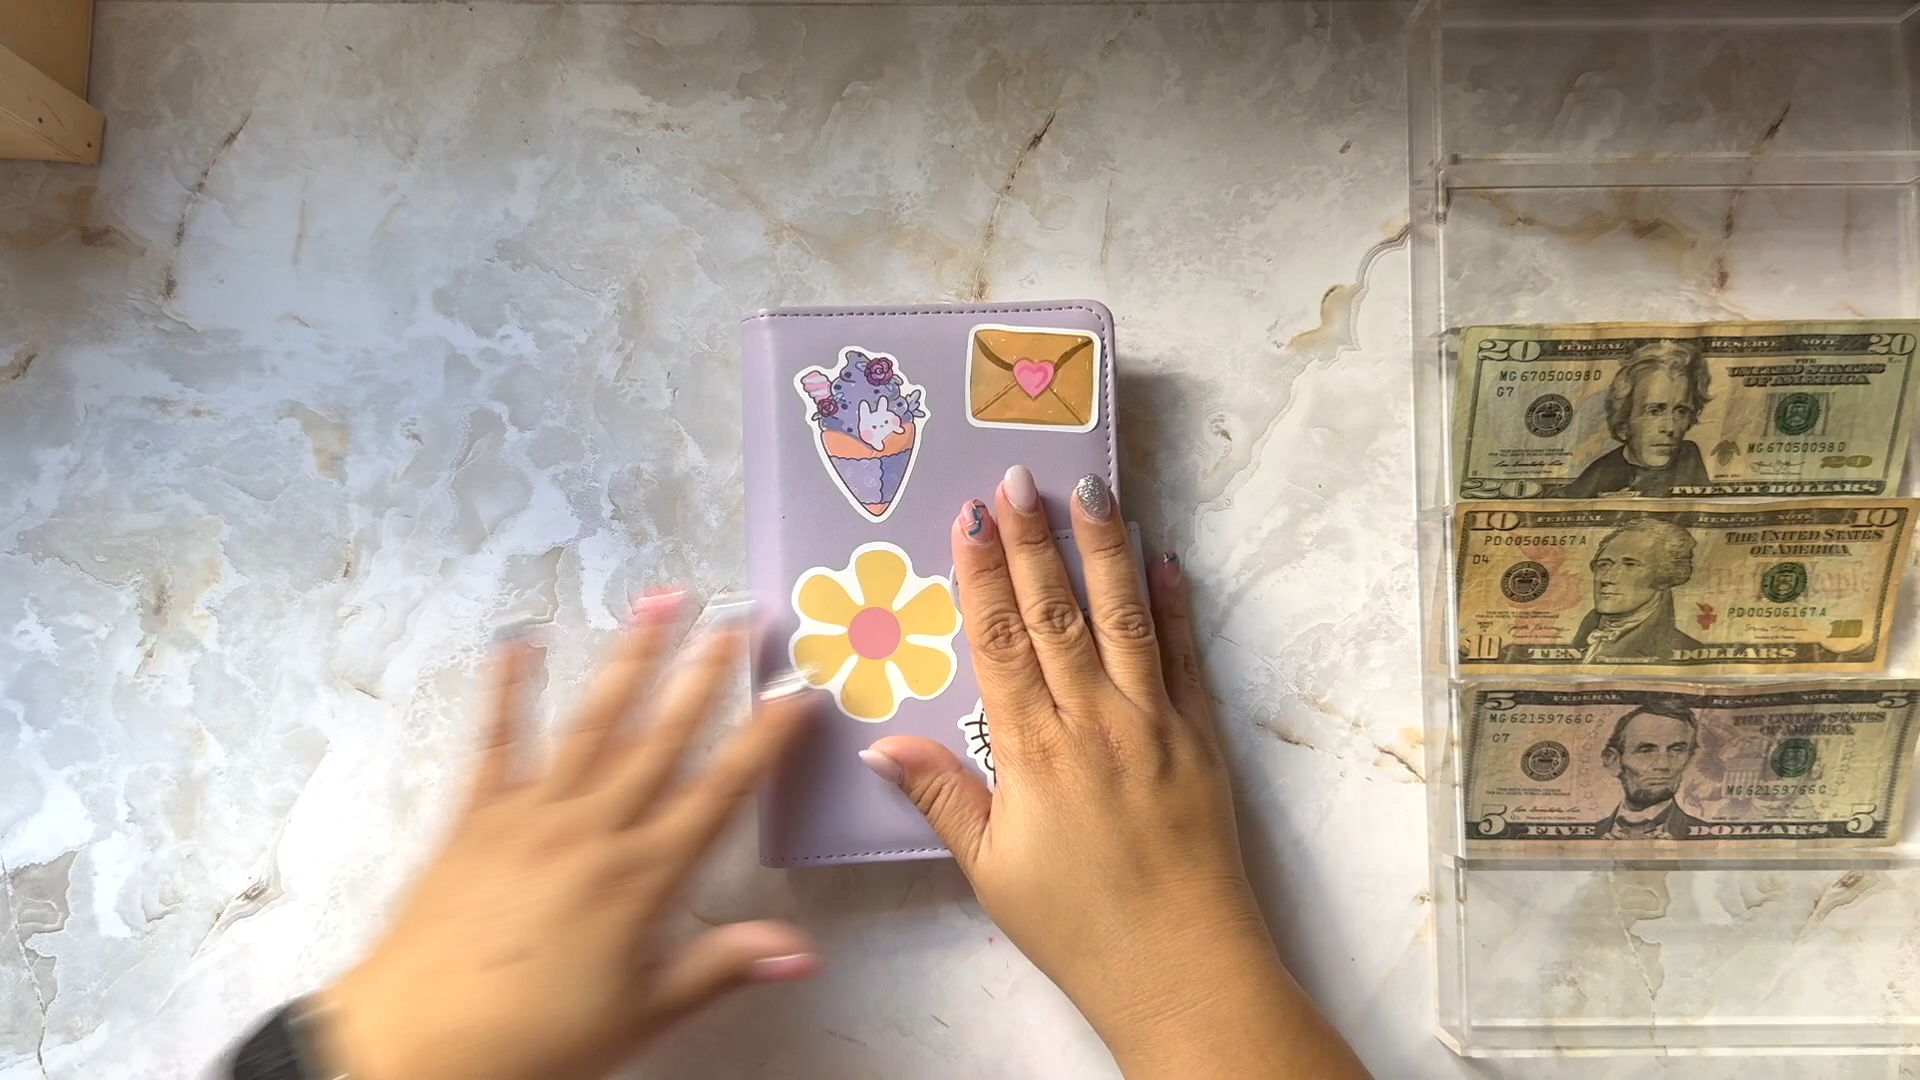 20 FEDERAL RESERVE NOTE 20
THE
UNITED STATES
OF AMERICA
MG 67050098 D
G7
MG 67050098 D
20
20 TWENTY DOLLARS
10 FEDERAL RESERVE NOTE 10
PD 00506167 A
THE UNITED STATES
OF AMERICA
D4
PD 00506167 A
10
10 TEN DOLLARS
5 FEDERAL RESERVE NOTE 5
MG 62159766 C
THE UNITED STATES
OF AMERICA
G7
MG 62159766 C
5 FIVE DOLLARS 5